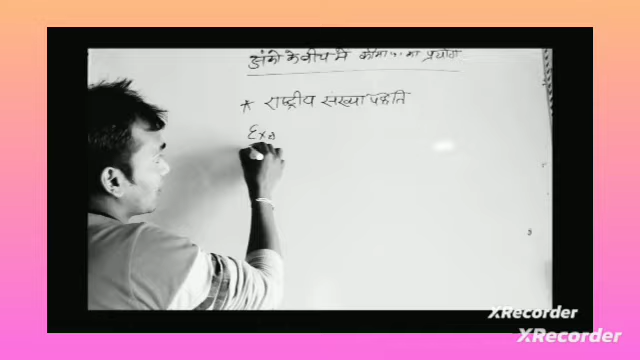 अंको के बीच में कोमा "," का प्रयोग
* राष्ट्रीय संख्या पद्धति
Ex
XRecorder
XRecorder